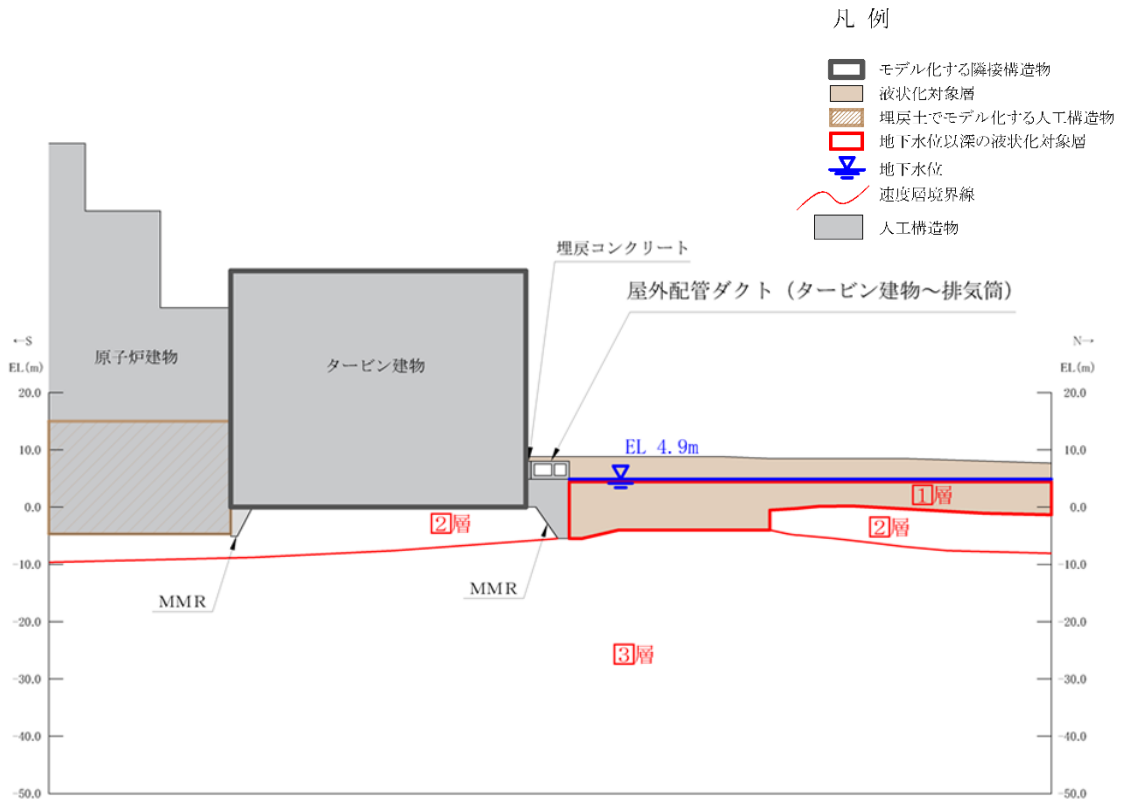 凡 例
モデル化する隣接構造物
液状化対象層
埋戻土でモデル化する人工構造物
地下水位以深の液状化対象層
地下水位
速度層境界線
人工構造物
埋戻コンクリート
屋外配管ダクト（タービン建物～排気筒）
←S
EL(m)
N→
EL(m)
原子炉建物
タービン建物
EL 4.9m
20.0
10.0
0.0
-10.0
-20.0
-30.0
-40.0
-50.0
①層
②層
②層
③層
MMR
MMR
20.0
10.0
0.0
-10.0
-20.0
-30.0
-40.0
-50.0